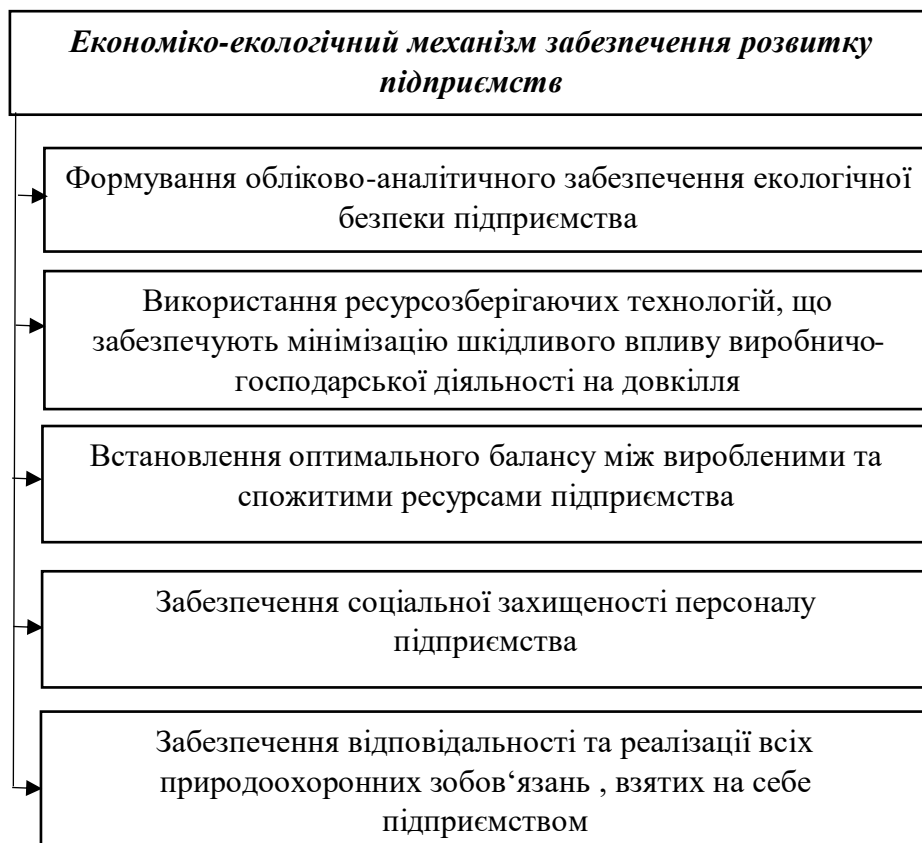 Економіко-екологічний механізм забезпечення розвитку
підприємств
Формування обліково-аналітичного забезпечення екологічної
безпеки підприємства
Використання ресурсозберігаючих технологій, що
забезпечують мінімізацію шкідливого впливу виробничо-
господарської діяльності на довкілля
Встановлення оптимального балансу між виробленими та
спожитими ресурсами підприємства
Забезпечення соціальної захищеності персоналу
підприємства
Забезпечення відповідальності та реалізації всіх
природоохоронних зобов‘язань , взятих на себе
підприємством